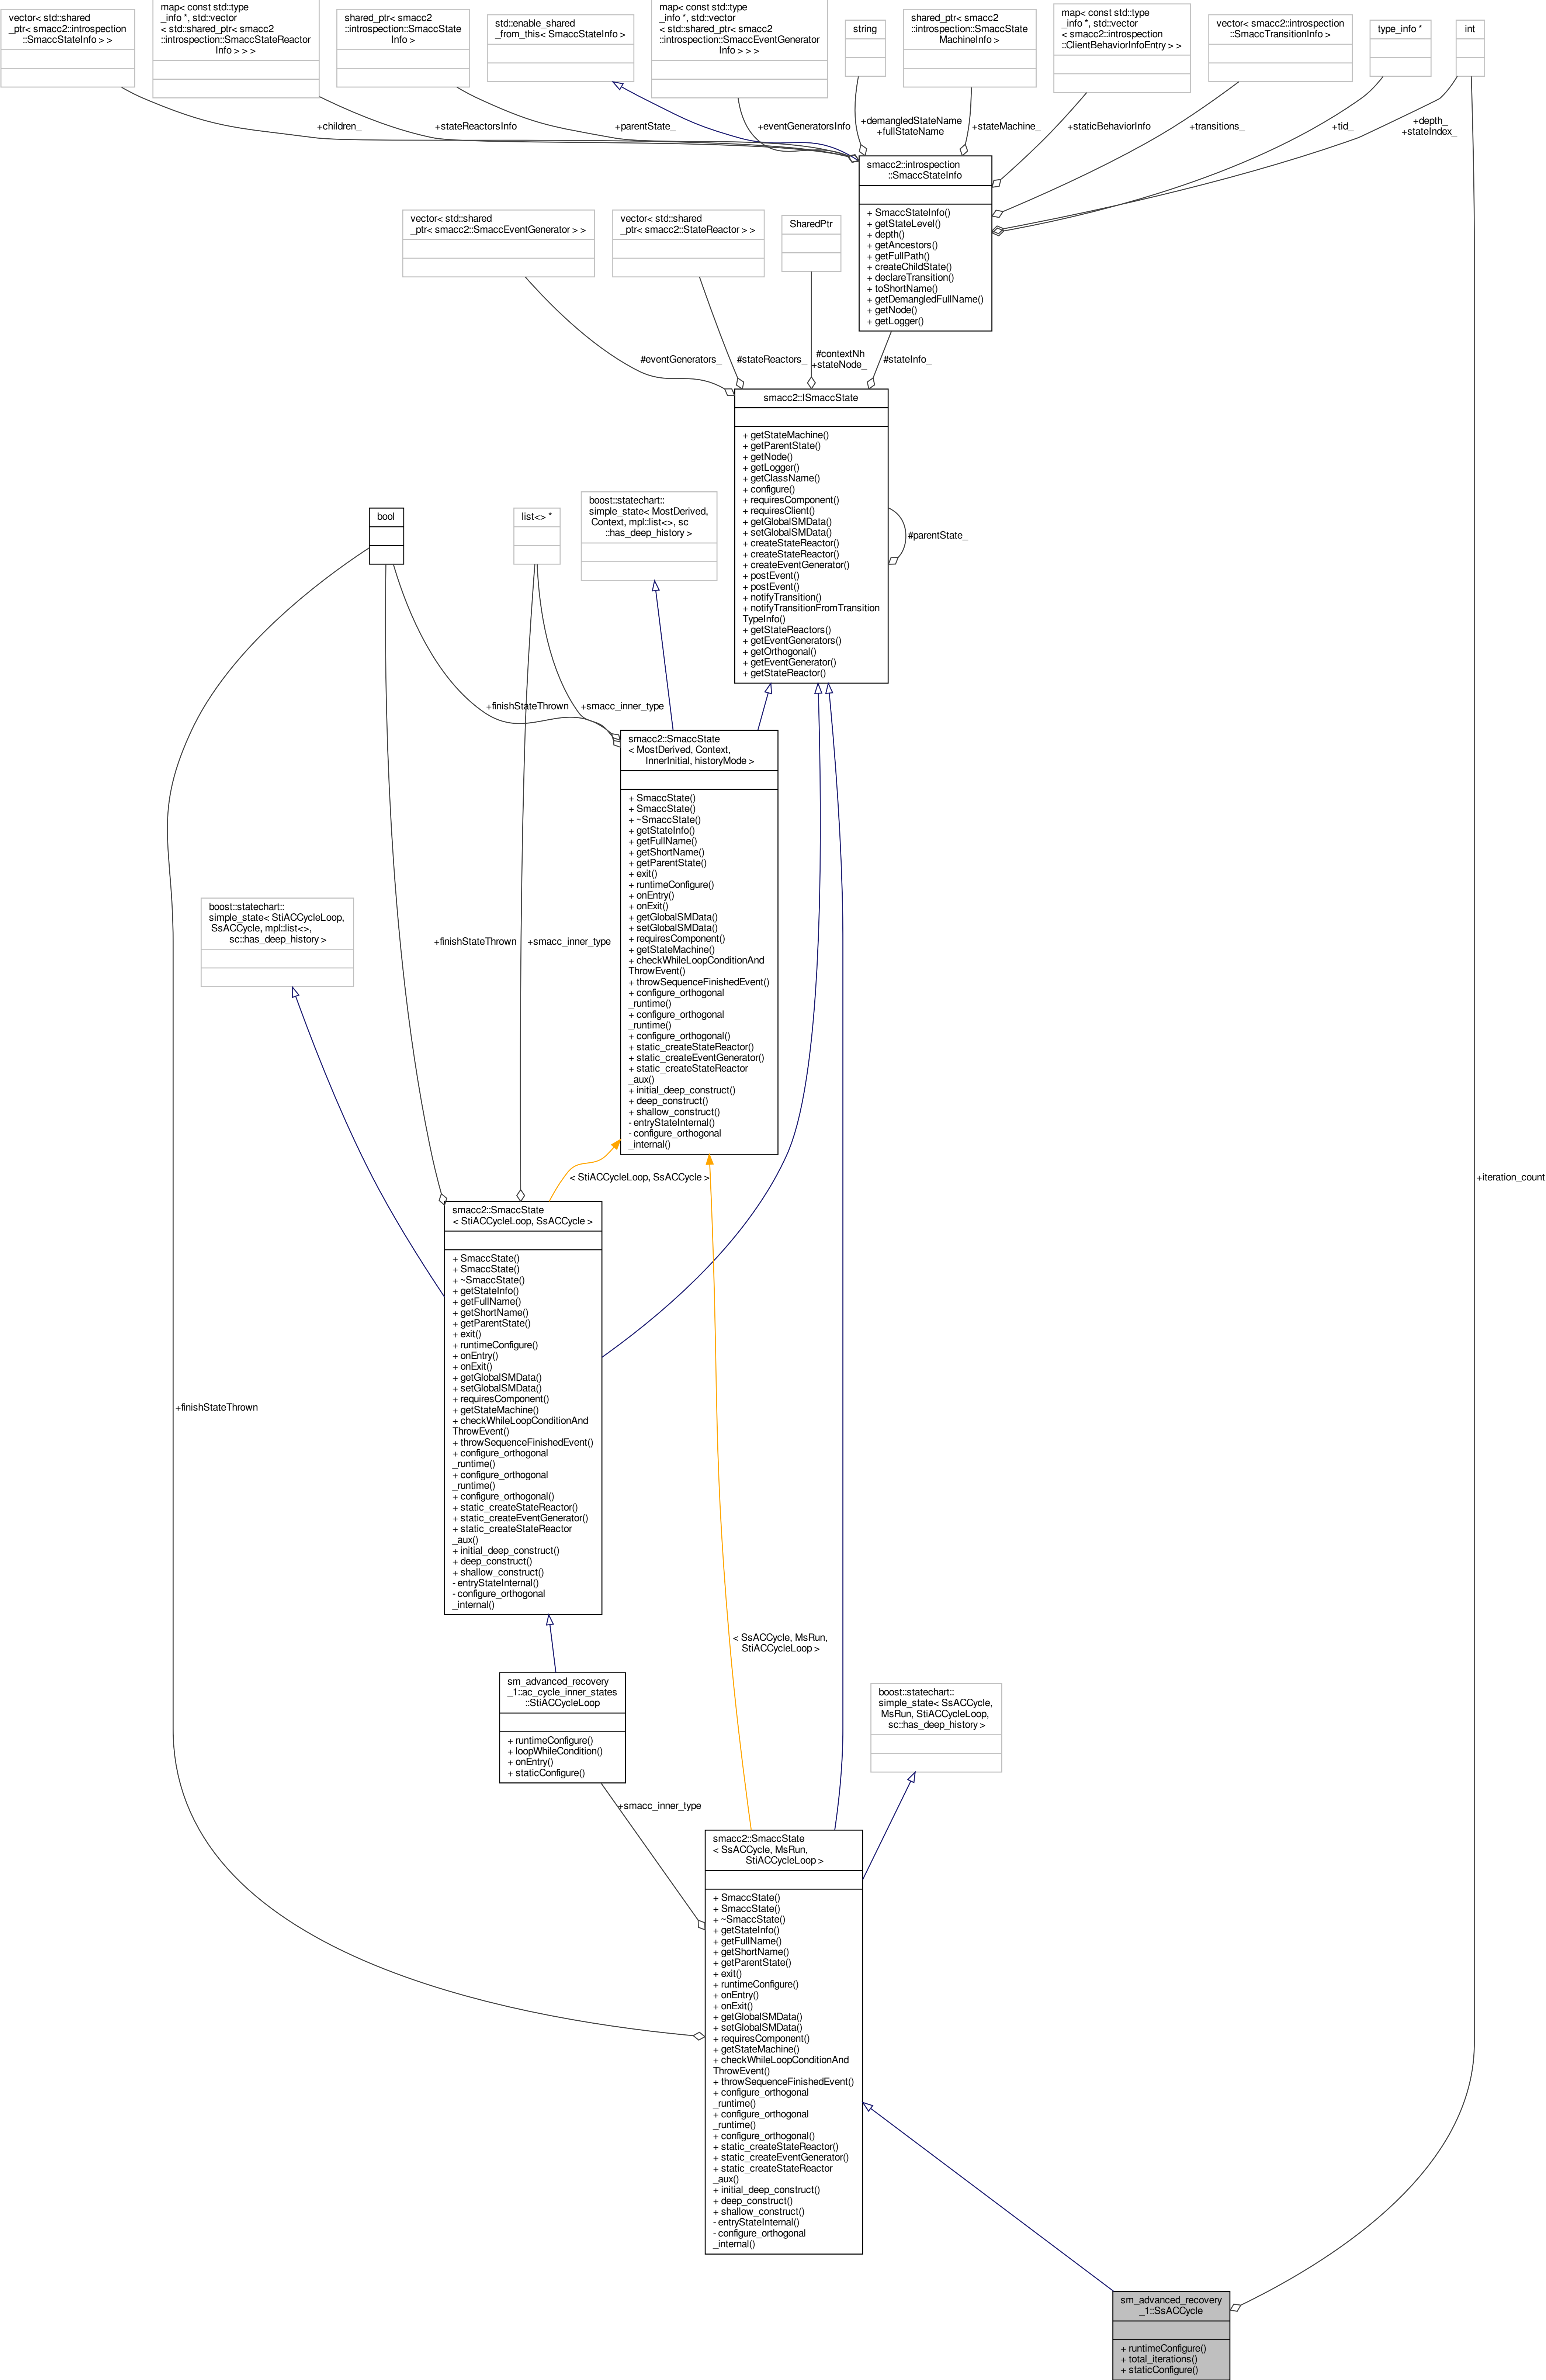 vector< std::shared
_ptr< smacc2::introspection
::SmaccStateInfo > >
map< const std::type
_info *, std::vector
< std::shared_ptr< smacc2
::introspection::SmaccStateReactor
Info > > >
shared_ptr< smacc2
::introspection::SmaccState
Info >
std::enable_shared
_from_this< SmaccStateInfo >
map< const std::type
_info *, std::vector
< std::shared_ptr< smacc2
::introspection::SmaccEventGenerator
Info > > >
string
shared_ptr< smacc2
::introspection::SmaccState
MachineInfo >
map< const std::type
_info *, std::vector
< smacc2::introspection
::ClientBehaviorInfoEntry > >
vector< smacc2::introspection
::SmaccTransitionInfo >
type_info *
int
+children_
+stateReactorsInfo
+parentState_
+eventGeneratorsInfo
+demangledStateName
+fullStateName
+stateMachine_
+staticBehaviorInfo
+transitions_
+tid_
+depth_
+stateIndex_
smacc2::introspection
::SmaccStateInfo
+ SmaccStateInfo()
+ getStateLevel()
+ depth()
+ getAncestors()
+ getFullPath()
+ createChildState()
+ declareTransition()
+ toShortName()
+ getDemangledFullName()
+ getNode()
+ getLogger()
vector< std::shared
_ptr< smacc2::SmaccEventGenerator > >
vector< std::shared
_ptr< smacc2::StateReactor > >
SharedPtr
#eventGenerators_
#stateReactors_
#contextNh
+stateNode_
#stateInfo_
smacc2::ISmaccState
+ getStateMachine()
+ getParentState()
+ getNode()
+ getLogger()
+ getClassName()
+ configure()
+ requiresComponent()
+ requiresClient()
+ getGlobalSMData()
+ setGlobalSMData()
+ createStateReactor()
+ createStateReactor()
+ createEventGenerator()
+ postEvent()
+ postEvent()
+ notifyTransition()
+ notifyTransitionFromTransition
TypeInfo()
+ getStateReactors()
+ getEventGenerators()
+ getOrthogonal()
+ getEventGenerator()
+ getStateReactor()
#parentState_
bool
list<> *
boost::statechart::
simple_state< MostDerived,
Context, mpl::list<>, sc
::has_deep_history >
+finishStateThrown
+smacc_inner_type
smacc2::SmaccState
< MostDerived, Context,
InnerInitial, historyMode >
+ SmaccState()
+ SmaccState()
+ ~SmaccState()
+ getStateInfo()
+ getFullName()
+ getShortName()
+ getParentState()
+ exit()
+ runtimeConfigure()
+ onEntry()
+ onExit()
+ getGlobalSMData()
+ setGlobalSMData()
+ requiresComponent()
+ getStateMachine()
+ checkWhileLoopConditionAnd
ThrowEvent()
+ throwSequenceFinishedEvent()
+ configure_orthogonal
_runtime()
+ configure_orthogonal
_runtime()
+ configure_orthogonal()
+ static_createStateReactor()
+ static_createEventGenerator()
+ static_createStateReactor
_aux()
+ initial_deep_construct()
+ deep_construct()
+ shallow_construct()
- entryStateInternal()
- configure_orthogonal
_internal()
boost::statechart::
simple_state< StiACCycleLoop,
SsACCycle, mpl::list<>,
sc::has_deep_history >
+finishStateThrown
+smacc_inner_type
< StiACCycleLoop, SsACCycle >
+iteration_count
smacc2::SmaccState
< StiACCycleLoop, SsACCycle >
+ SmaccState()
+ SmaccState()
+ ~SmaccState()
+ getStateInfo()
+ getFullName()
+ getShortName()
+ getParentState()
+ exit()
+ runtimeConfigure()
+ onEntry()
+ onExit()
+ getGlobalSMData()
+ setGlobalSMData()
+ requiresComponent()
+ getStateMachine()
+ checkWhileLoopConditionAnd
ThrowEvent()
+ throwSequenceFinishedEvent()
+ configure_orthogonal
_runtime()
+ configure_orthogonal
_runtime()
+ configure_orthogonal()
+ static_createStateReactor()
+ static_createEventGenerator()
+ static_createStateReactor
_aux()
+ initial_deep_construct()
+ deep_construct()
+ shallow_construct()
- entryStateInternal()
- configure_orthogonal
_internal()
+finishStateThrown
< SsACCycle, MsRun,
StiACCycleLoop >
sm_advanced_recovery
_1::ac_cycle_inner_states
::StiACCycleLoop
+ runtimeConfigure()
+ loopWhileCondition()
+ onEntry()
+ staticConfigure()
boost::statechart::
simple_state< SsACCycle,
MsRun, StiACCycleLoop,
sc::has_deep_history >
+smacc_inner_type
smacc2::SmaccState
< SsACCycle, MsRun,
StiACCycleLoop >
+ SmaccState()
+ SmaccState()
+ ~SmaccState()
+ getStateInfo()
+ getFullName()
+ getShortName()
+ getParentState()
+ exit()
+ runtimeConfigure()
+ onEntry()
+ onExit()
+ getGlobalSMData()
+ setGlobalSMData()
+ requiresComponent()
+ getStateMachine()
+ checkWhileLoopConditionAnd
ThrowEvent()
+ throwSequenceFinishedEvent()
+ configure_orthogonal
_runtime()
+ configure_orthogonal
_runtime()
+ configure_orthogonal()
+ static_createStateReactor()
+ static_createEventGenerator()
+ static_createStateReactor
_aux()
+ initial_deep_construct()
+ deep_construct()
+ shallow_construct()
- entryStateInternal()
- configure_orthogonal
_internal()
sm_advanced_recovery
_1::SsACCycle
+ runtimeConfigure()
+ total_iterations()
+ staticConfigure()